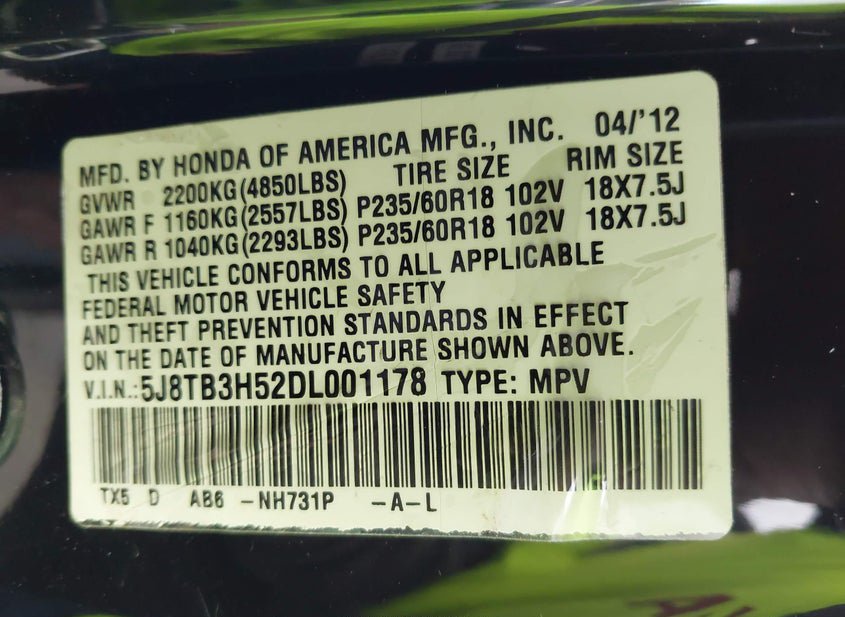 MFD. BY HONDA OF AMERICA MFG., INC. 04/'12
GVWR 2200KG(4850LBS) TIRE SIZE RIM SIZE
GAWR F 1160KG(2557LBS) P235/60R18 102V 18X7.5J
GAWR R 1040KG(2293LBS) P235/60R18 102V 18X7.5J
THIS VEHICLE CONFORMS TO ALL APPLICABLE
FEDERAL MOTOR VEHICLE SAFETY
AND THEFT PREVENTION STANDARDS IN EFFECT
ON THE DATE OF MANUFACTURE SHOWN ABOVE.
V.I.N.: 5J8TB3H52DL001178 TYPE: MPV
TX5 D AB6 -NH731P -A-L